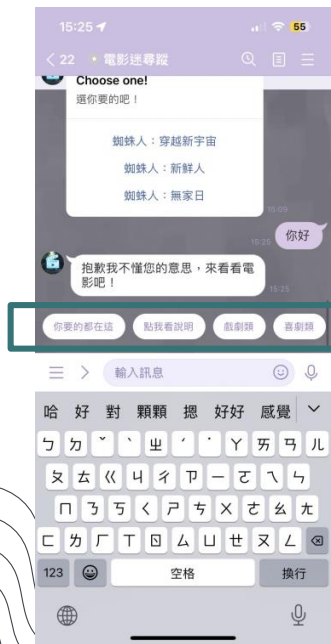 15:25
55
22
電影迷尋蹤
Choose one!
選你要的吧！
蜘蛛人：穿越新宇宙
蜘蛛人：新鮮人
蜘蛛人：無家日
15:09
你好
15:25
抱歉我不懂您的意思，來看看電
影吧！
15:25
你要的都在這 點我看說明 戲劇類 喜劇類
輸入訊息
哈 好 對 顆顆 摁 好好 感覺
ㄅ ㄉ ˇ ˋ ㄓ ˊ ˙ ㄚ ㄞ ㄢ ㄦ
ㄆ ㄊ ㄍ ㄐ ㄔ ㄗ ㄧ ㄛ ㄟ ㄣ
ㄇ ㄋ ㄎ ㄑ ㄕ ㄘ ㄨ ㄜ ㄠ ㄤ
ㄈ ㄌ ㄏ ㄒ ㄖ ㄙ ㄩ ㄝ ㄡ ㄥ
123 空格 換行